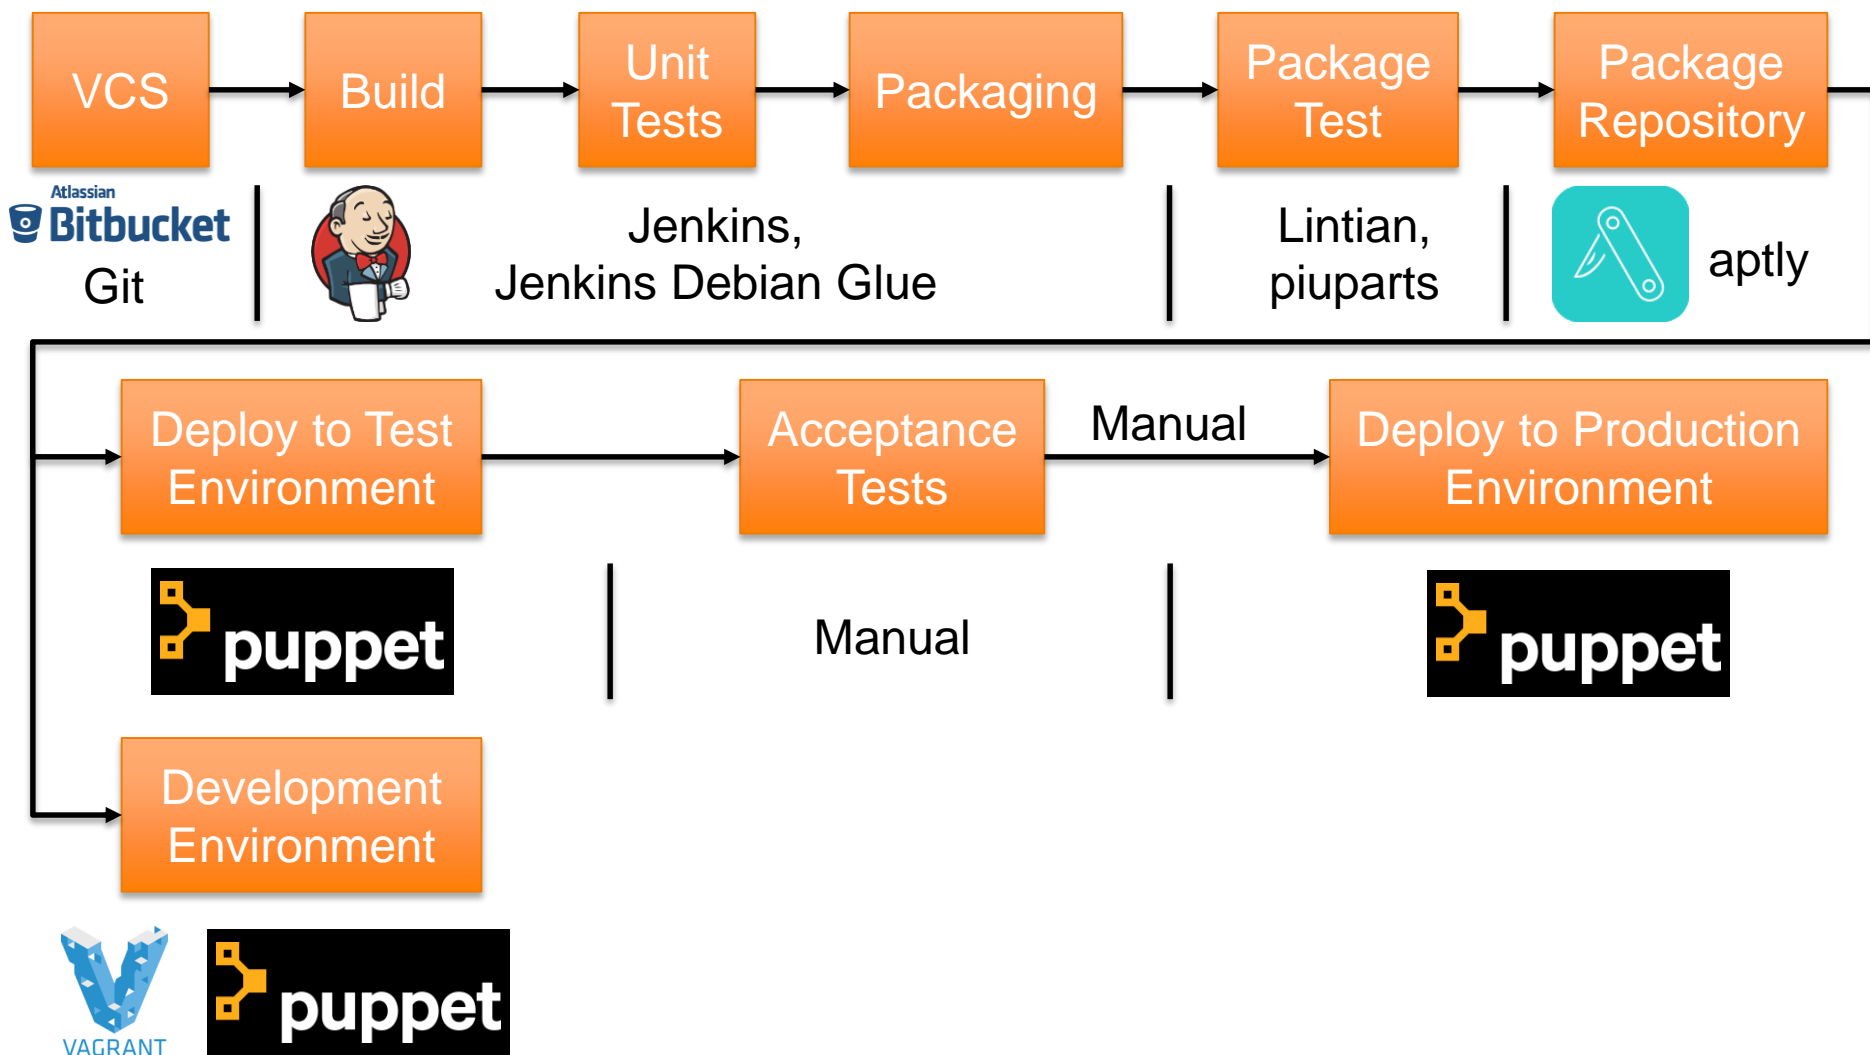 VCS
Build
Unit
Tests
Packaging
Package
Test
Package
Repository
Atlassian
Bitbucket
Git
Jenkins,
Jenkins Debian Glue
Lintian,
piuparts
aptly
Deploy to Test
Environment
Acceptance
Tests
Manual
Deploy to Production
Environment
puppet
Manual
puppet
Development
Environment
VAGRANT
puppet